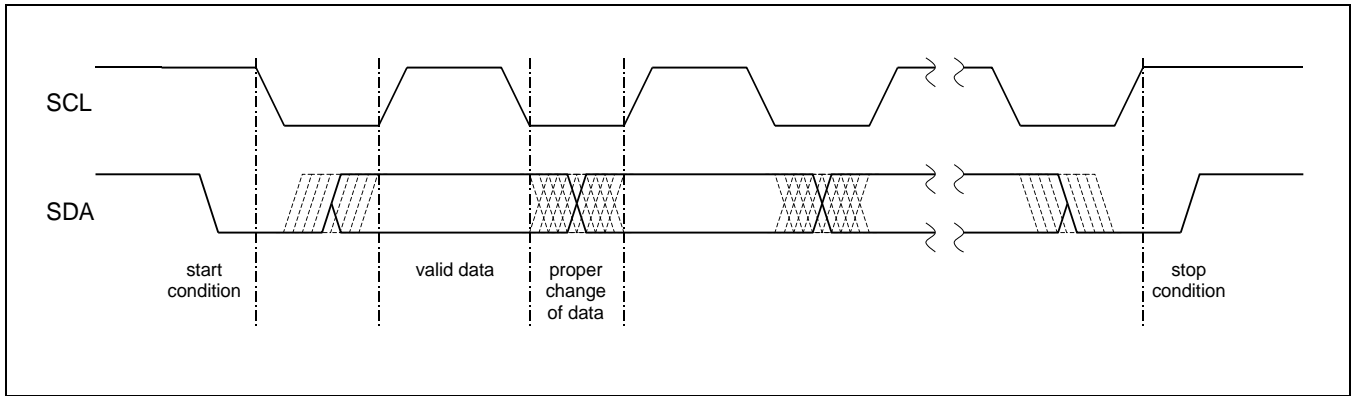 SCL
SDA
start
condition
valid data
proper
change
of data
stop
condition